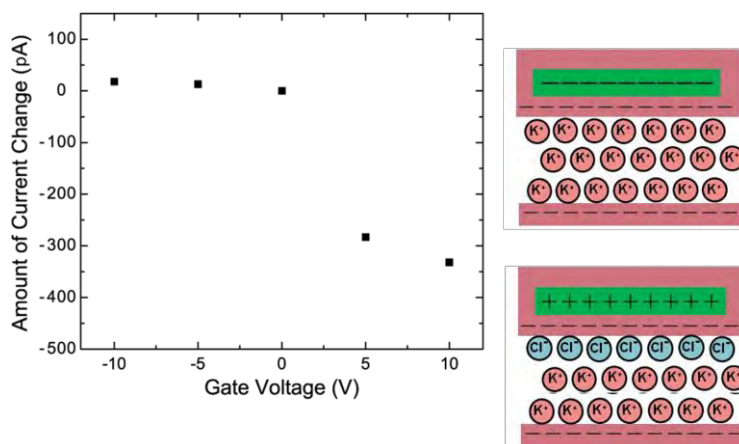 100
0
-100
-200
-300
-400
-500
Amount of Current Change (pA)
-10 -5 0 5 10
Gate Voltage (V)
— — — — — — — — —
— — — — — — — — — — — —
K⁺ K⁺ K⁺ K⁺ K⁺ K⁺ K⁺
K⁺ K⁺ K⁺ K⁺ K⁺ K⁺ K⁺
K⁺ K⁺ K⁺ K⁺ K⁺ K⁺ K⁺
— — — — — — — — — — — —
+ + + + + + + + +
— — — — — — — — — — — —
Cl⁻ Cl⁻ Cl⁻ Cl⁻ Cl⁻ Cl⁻ Cl⁻
K⁺ K⁺ K⁺ K⁺ K⁺ K⁺ K⁺
K⁺ K⁺ K⁺ K⁺ K⁺ K⁺ K⁺
— — — — — — — — — — — —